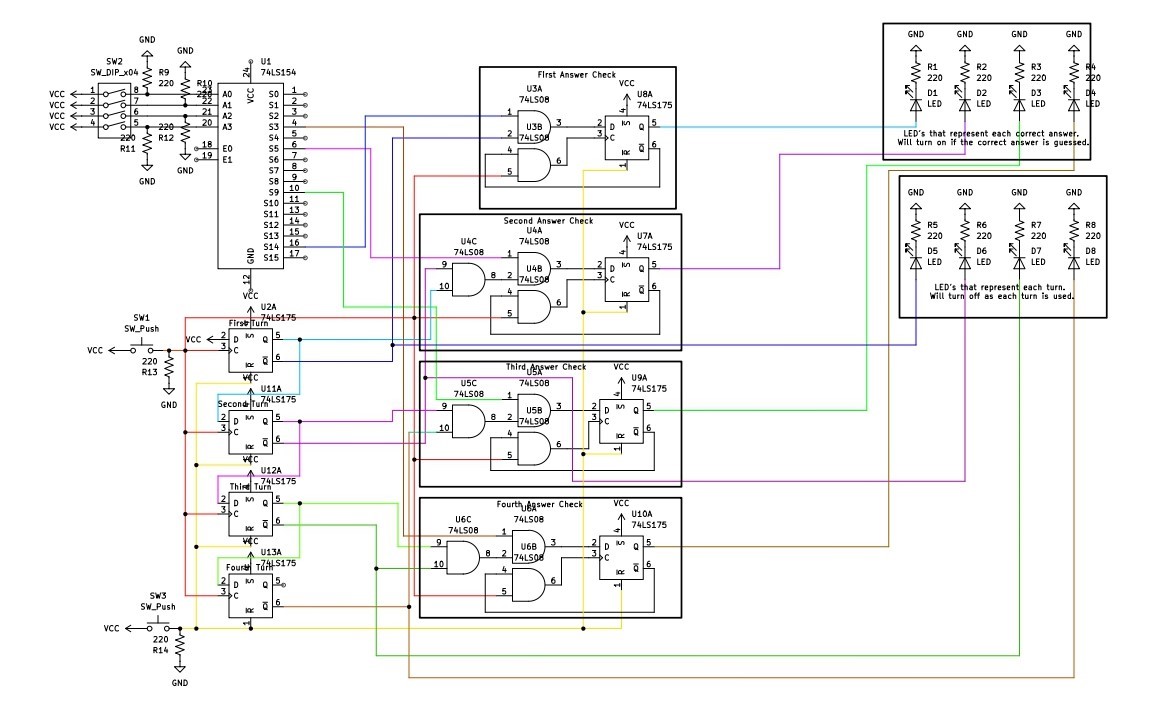 GND
GND
SW2
SW_DIP_x04
R9
220
R10
220
VCC 1 8
VCC 2 7
VCC 3 6
VCC 4 5
220
R11
220
R12
GND
GND
U1
74LS154
24
VCC
23 A0
22 A1
21 A2
20 A3
18 E0
19 E1
S0 1
S1 2
S2 3
S3 4
S4 5
S5 6
S6 7
S7 8
S8 9
S9 10
S10 11
S11 13
S12 14
S13 15
S14 16
S15 17
GND
12
First Answer Check
U3A
74LS08
1
2
3
U3B
74LS08
4
5
6
VCC
U8A
74LS175
4
2 D S Q 5
3 C
R Q 6
1
Second Answer Check
U4C
74LS08
9
10
8
U4A
74LS08
1
2
3
U4B
74LS08
4
5
6
VCC
U7A
74LS175
4
2 D S Q 5
3 C
R Q 6
1
Third Answer Check
U5C
74LS08
9
10
8
U5A
74LS08
1
2
3
U5B
4
5
6
VCC
U9A
74LS175
4
2 D S Q 5
3 C
R Q 6
1
Fourth Answer Check
U6C
74LS08
9
10
8
U6A
74LS08
1
2
3
U6B
74LS08
4
5
6
VCC
U10A
74LS175
4
2 D S Q 5
3 C
R Q 6
1
SW1
SW_Push
VCC
220
R13
GND
VCC
U2A
74LS175
First Turn
VCC 2 D S Q 5
3 C
R Q 6
VCC
U11A
74LS175
Second Turn
2 D S Q 5
3 C
R Q 6
VCC
U12A
74LS175
Third Turn
2 D S Q 5
3 C
R Q 6
VCC
U13A
74LS175
Fourth Turn
2 D S Q 5
3 C
R Q 6
1
SW3
SW_Push
VCC
220
R14
GND
GND GND GND GND
R1 R2 R3 R4
220 220 220 220
D1 D2 D3 D4
LED LED LED LED
LED's that represent each correct answer.
Will turn on if the correct answer is guessed.
GND GND GND GND
R5 R6 R7 R8
220 220 220 220
D5 D6 D7 D8
LED LED LED LED
LED's that represent each turn.
Will turn off as each turn is used.